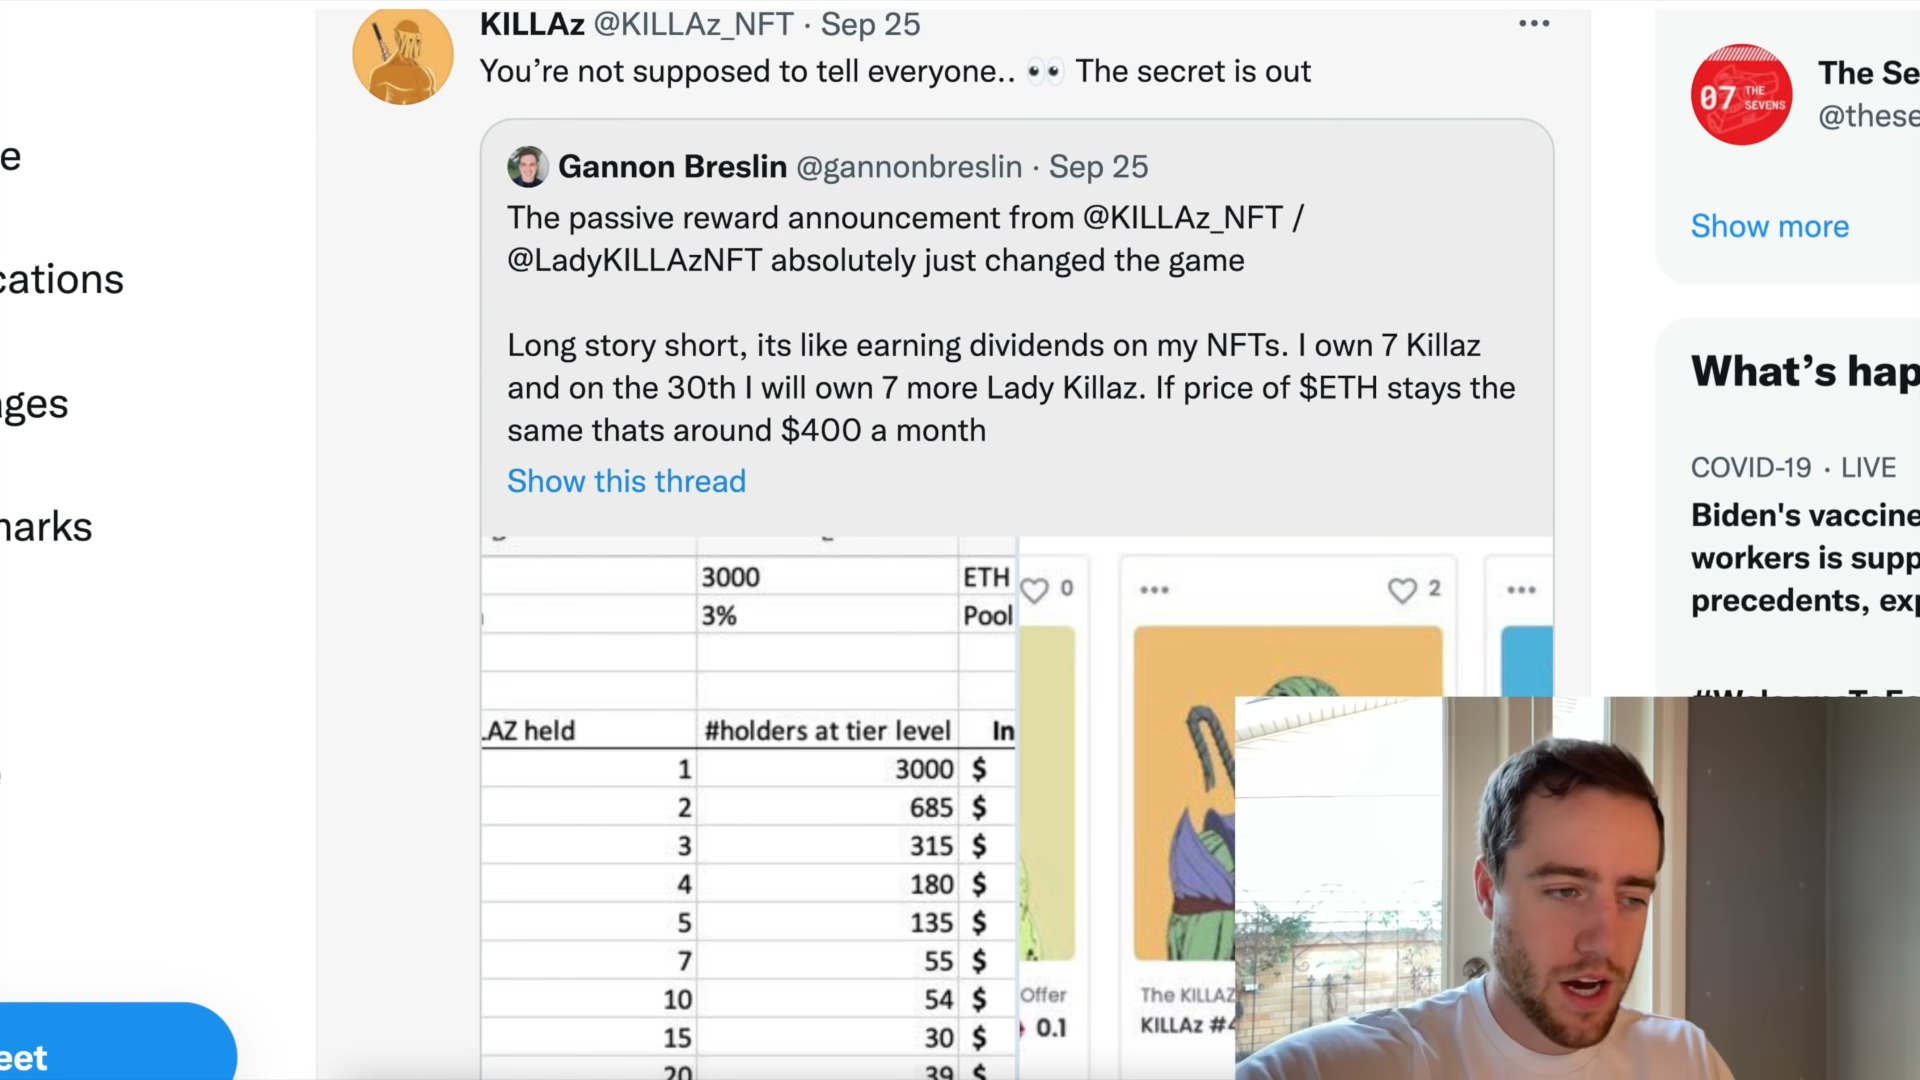 KILLAz @KILLAz_NFT · Sep 25
You're not supposed to tell everyone.. 👀 The secret is out
Gannon Breslin @gannonbreslin · Sep 25
The passive reward announcement from @KILLAz_NFT /
@LadyKILLAzNFT absolutely just changed the game
Long story short, its like earning dividends on my NFTs. I own 7 Killaz
and on the 30th I will own 7 more Lady Killaz. If price of $ETH stays the
same thats around $400 a month
Show this thread
3000 ETH
3% Pool
LAZ held #holders at tier level In
1 3000 $
2 685 $
3 315 $
4 180 $
5 135 $
7 55 $
10 54 $
15 30 $
20 39 $
0
2
Offer
0.1
The KILLAZ
KILLAz #4
e
cations
ages
marks
eet
07 THE
SEVENS
The Se
@these
Show more
What's hap
COVID-19 · LIVE
Biden's vaccine
workers is supp
precedents, exp